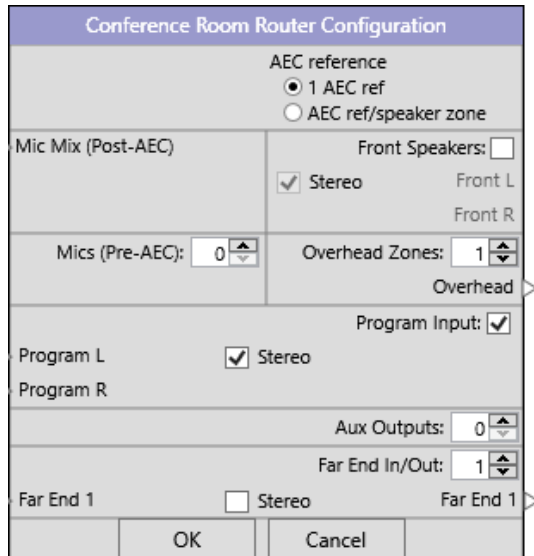 Conference Room Router Configuration
AEC reference
1 AEC ref
AEC ref/speaker zone
Mic Mix (Post-AEC)
Front Speakers:
Stereo Front L
Front R
Mics (Pre-AEC): 0
Overhead Zones: 1
Overhead
Program Input:
Program L Stereo
Program R
Aux Outputs: 0
Far End In/Out: 1
Far End 1 Stereo Far End 1
OK Cancel